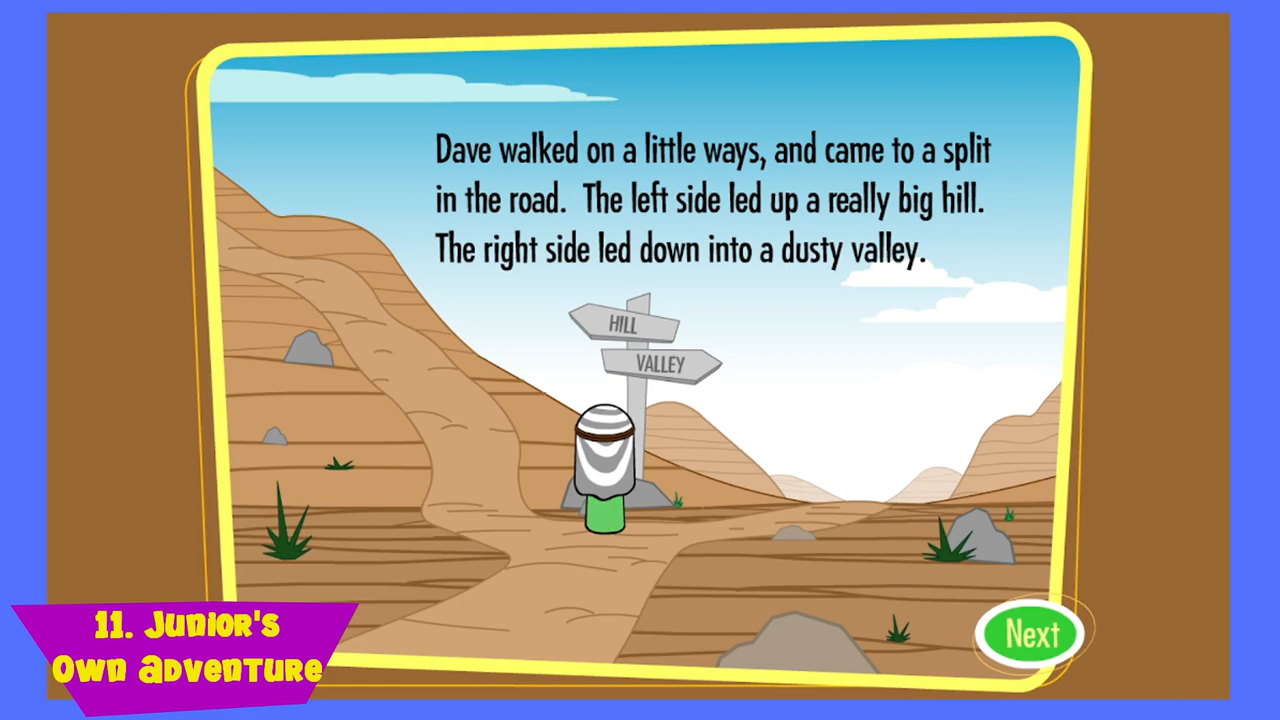 Dave walked on a little ways, and came to a split
in the road.  The left side led up a really big hill.
The right side led down into a dusty valley.
HILL
VALLEY
Next
11. Junior's
Own Adventure